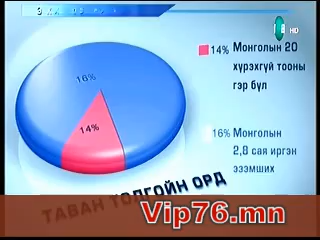 HD
14% Монголын 20
хүрэхгүй тооны
гэр бүл
16%
14%
16% Монголын
2,8 сая иргэн
эзэмших
ТАВАН ТОЛГОЙН ОРД
Vip76.mn